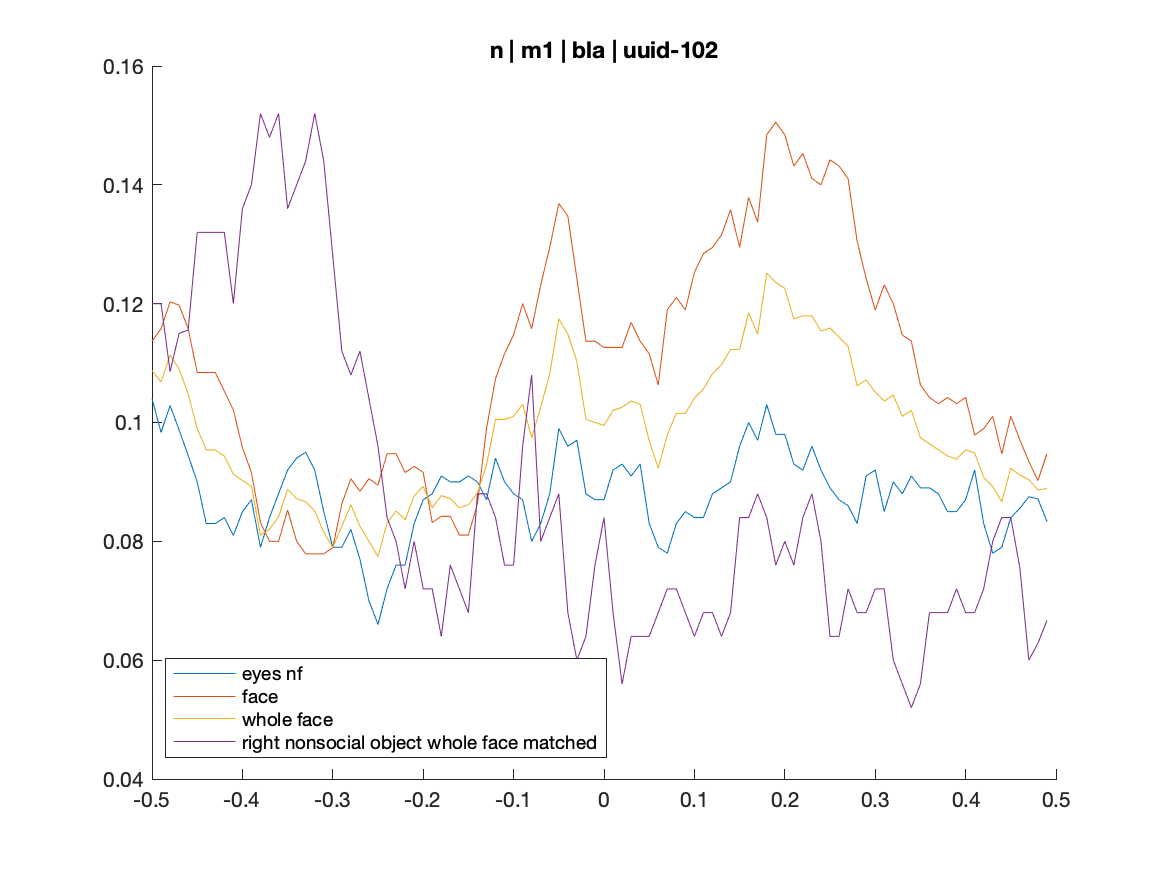 n | m1 | bla | uuid-102
0.16
0.14
0.12
0.1
0.08
0.06
0.04
eyes nf
face
whole face
right nonsocial object whole face matched
-0.5 -0.4 -0.3 -0.2 -0.1 0 0.1 0.2 0.3 0.4 0.5